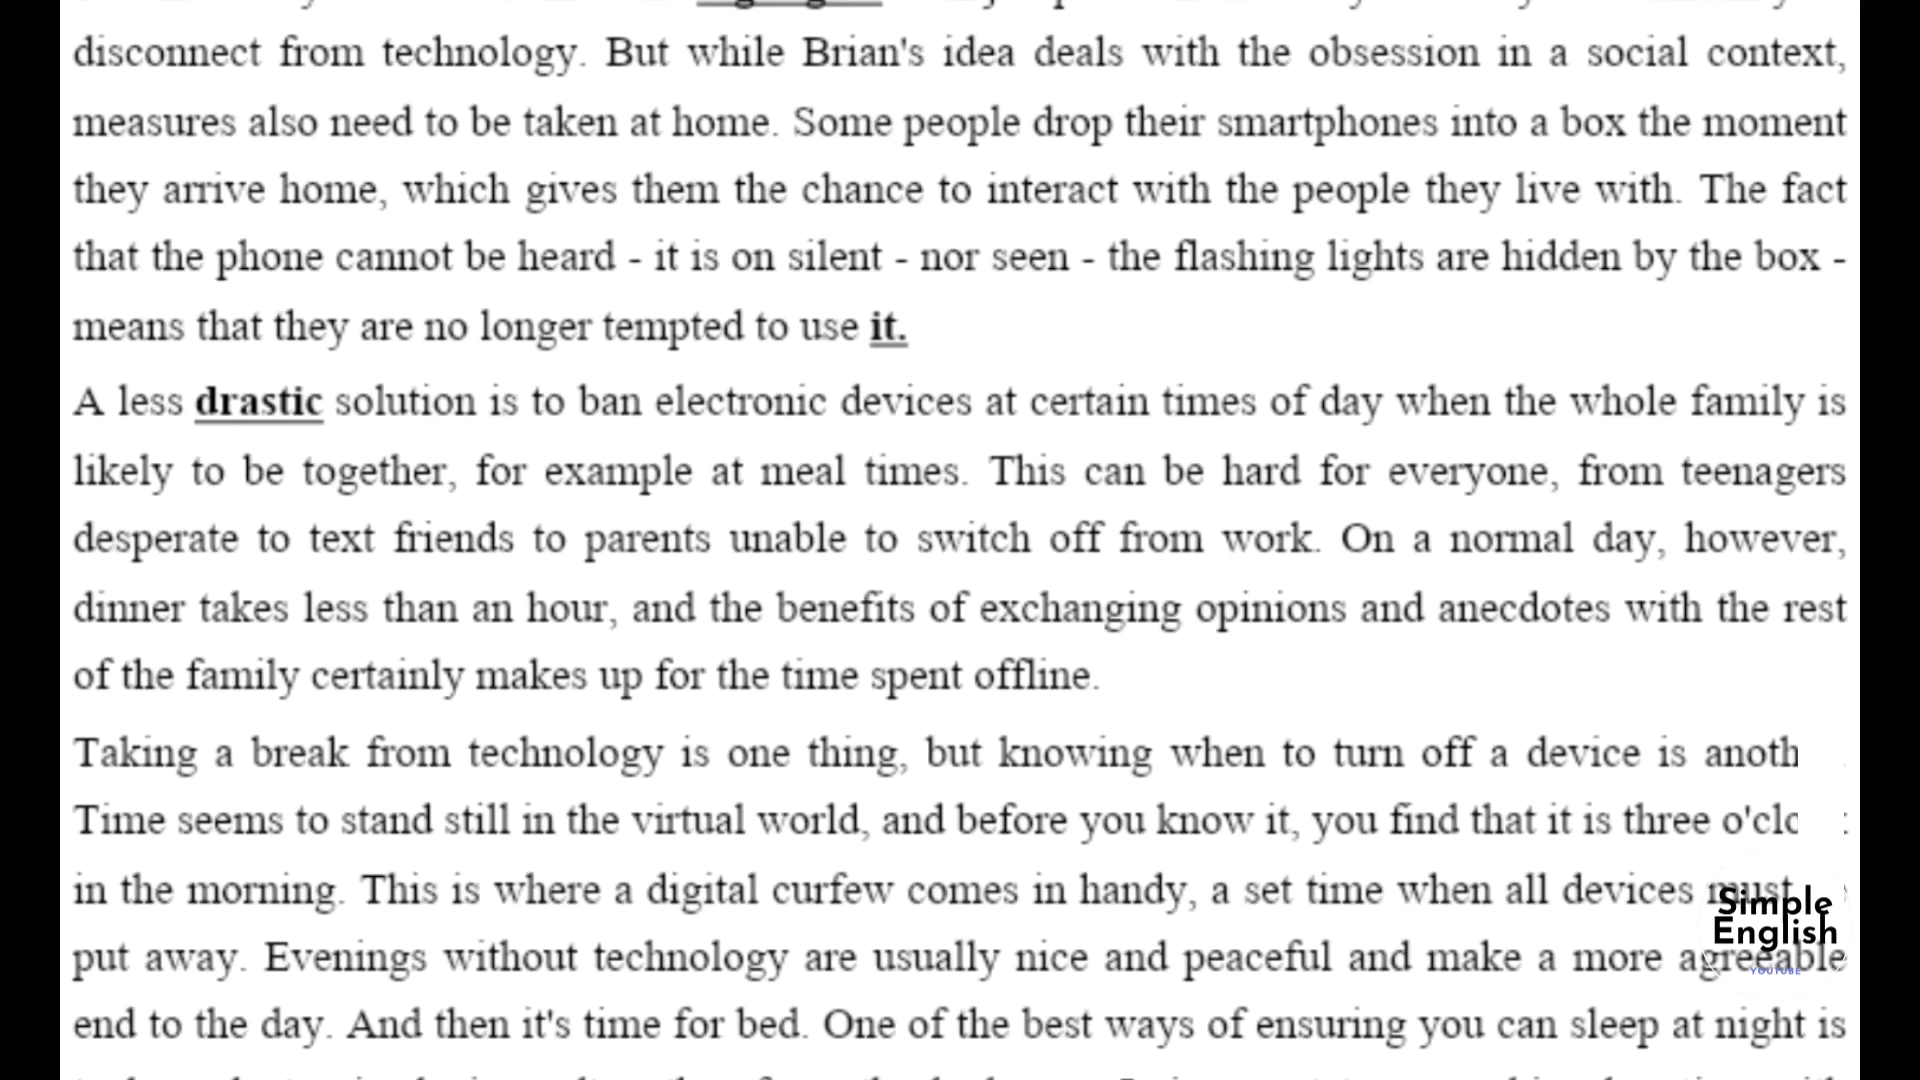 disconnect from technology. But while Brian's idea deals with the obsession in a social context,
measures also need to be taken at home. Some people drop their smartphones into a box the moment
they arrive home, which gives them the chance to interact with the people they live with. The fact
that the phone cannot be heard - it is on silent - nor seen - the flashing lights are hidden by the box -
means that they are no longer tempted to use it.
A less drastic solution is to ban electronic devices at certain times of day when the whole family is
likely to be together, for example at meal times. This can be hard for everyone, from teenagers
desperate to text friends to parents unable to switch off from work. On a normal day, however,
dinner takes less than an hour, and the benefits of exchanging opinions and anecdotes with the rest
of the family certainly makes up for the time spent offline.
Taking a break from technology is one thing, but knowing when to turn off a device is anoth
Time seems to stand still in the virtual world, and before you know it, you find that it is three o'clo
in the morning. This is where a digital curfew comes in handy, a set time when all devices must
put away. Evenings without technology are usually nice and peaceful and make a more agreeable
end to the day. And then it's time for bed. One of the best ways of ensuring you can sleep at night is
Simple
English
YOUTUBE